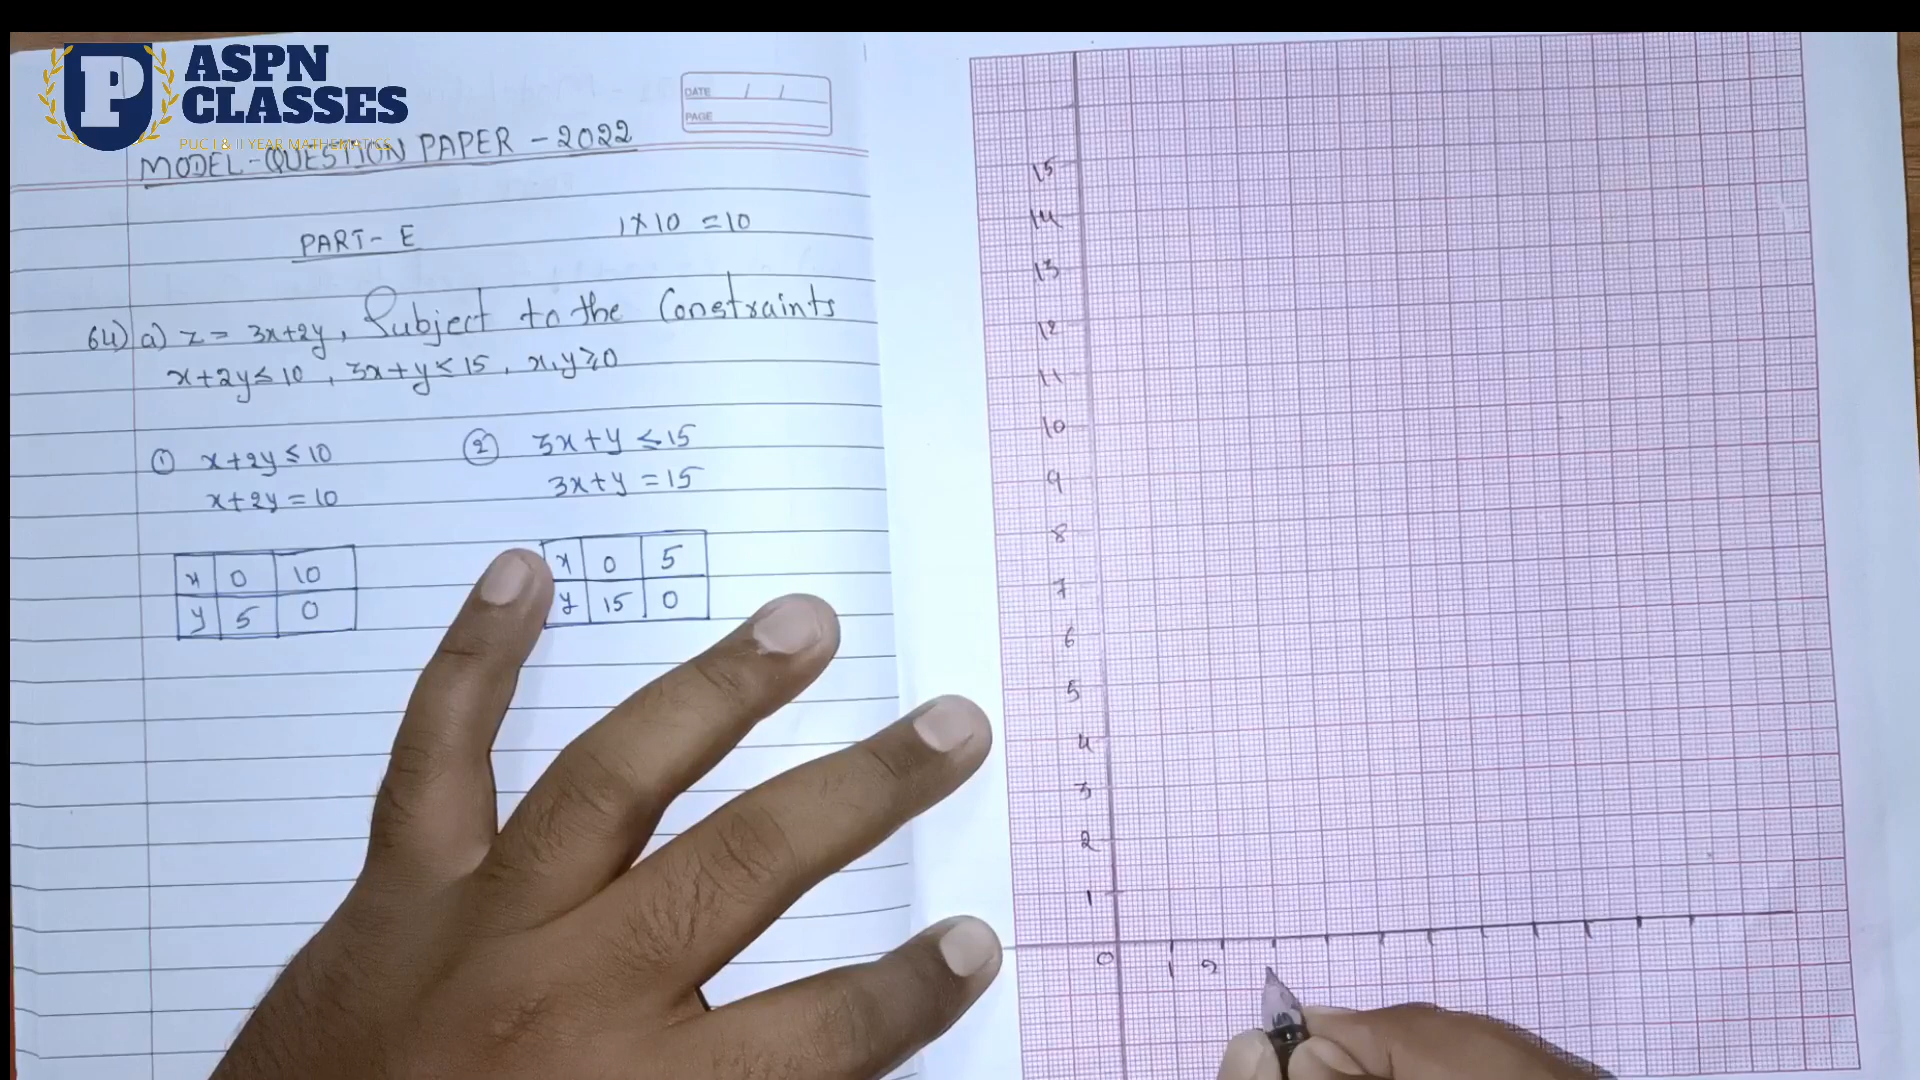 ASPN
CLASSES
PUC I & II YEAR MATHEMATICS
DATE / /
PAGE
MODEL-QUESTION PAPER - 2022
PART- E 1×10 =10
64) a) z = 3x+2y, Subject to the Constraints
x+2y≤10, 3x+y<15, x,y≥0
① x+2y≤10 ② 3x+y ≤15
x+2y=10 3x+y =15
x 0 10
y 5 0
x 0 5
y 15 0
15
14
13
12
11
10
9
8
7
6
5
4
3
2
1
0 1 2